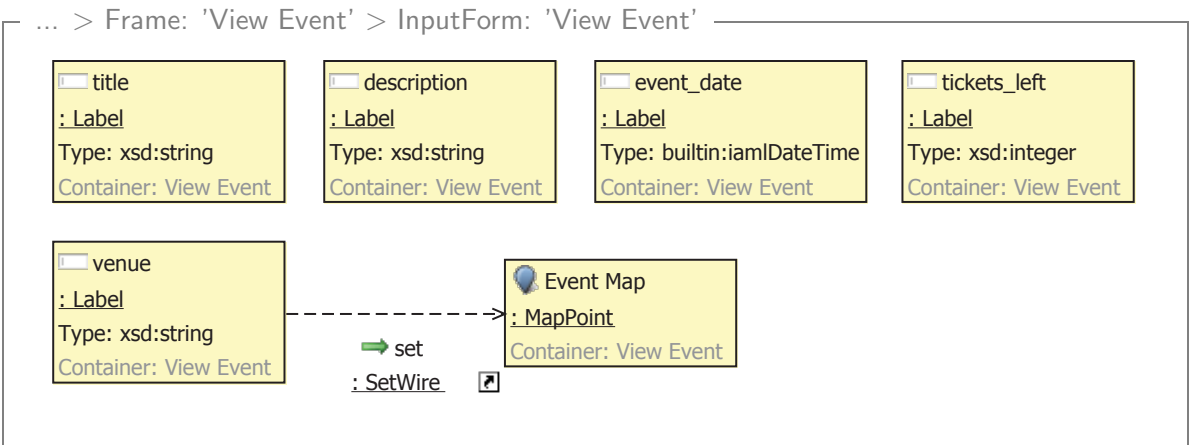 ... > Frame: 'View Event' > InputForm: 'View Event'
title
: Label
Type: xsd:string
Container: View Event
description
: Label
Type: xsd:string
Container: View Event
event_date
: Label
Type: builtin:iamlDateTime
Container: View Event
tickets_left
: Label
Type: xsd:integer
Container: View Event
venue
: Label
Type: xsd:string
Container: View Event
set
: SetWire
Event Map
: MapPoint
Container: View Event